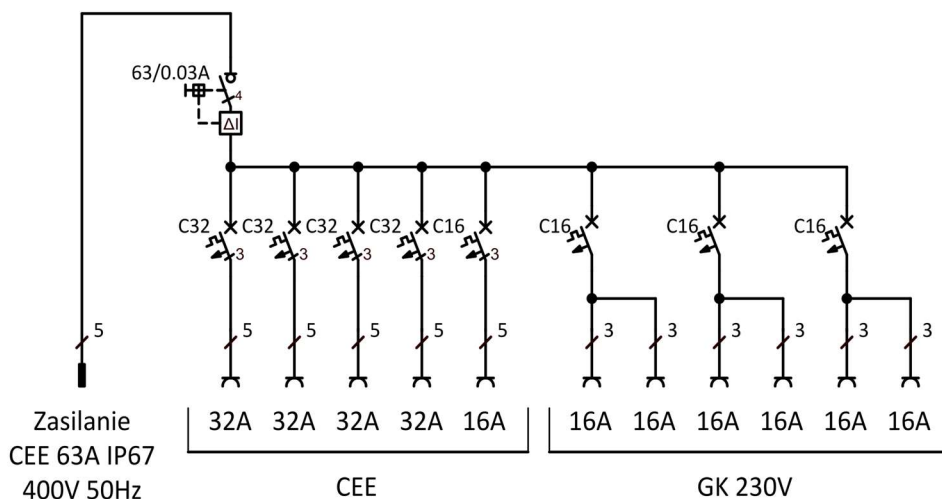 63/0.03A
4
ΔI
C32 C32 C32 C32 C16 C16 C16 C16
3 3 3 3 3
5 5 5 5 5 5 3 3 3 3 3 3
Zasilanie 32A 32A 32A 32A 16A 16A 16A 16A 16A 16A 16A
CEE 63A IP67
400V 50Hz CEE GK 230V